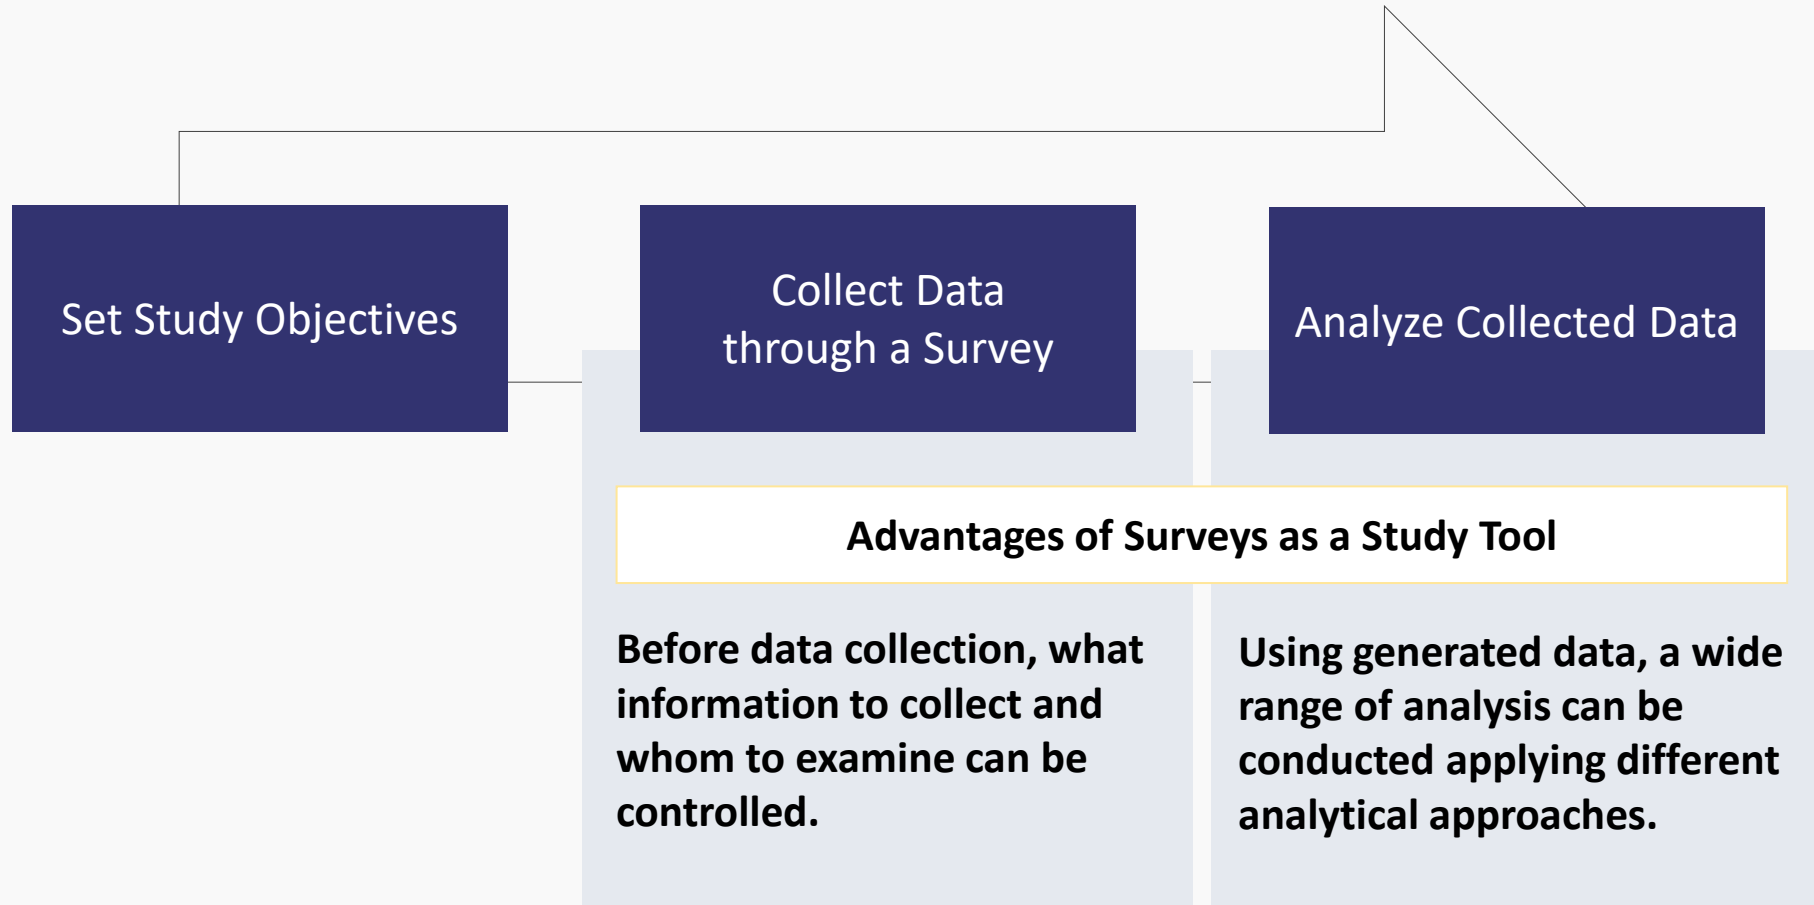 Set Study Objectives
Collect Data
through a Survey
Analyze Collected Data
Advantages of Surveys as a Study Tool
Before data collection, what
information to collect and
whom to examine can be
controlled.
Using generated data, a wide
range of analysis can be
conducted applying different
analytical approaches.